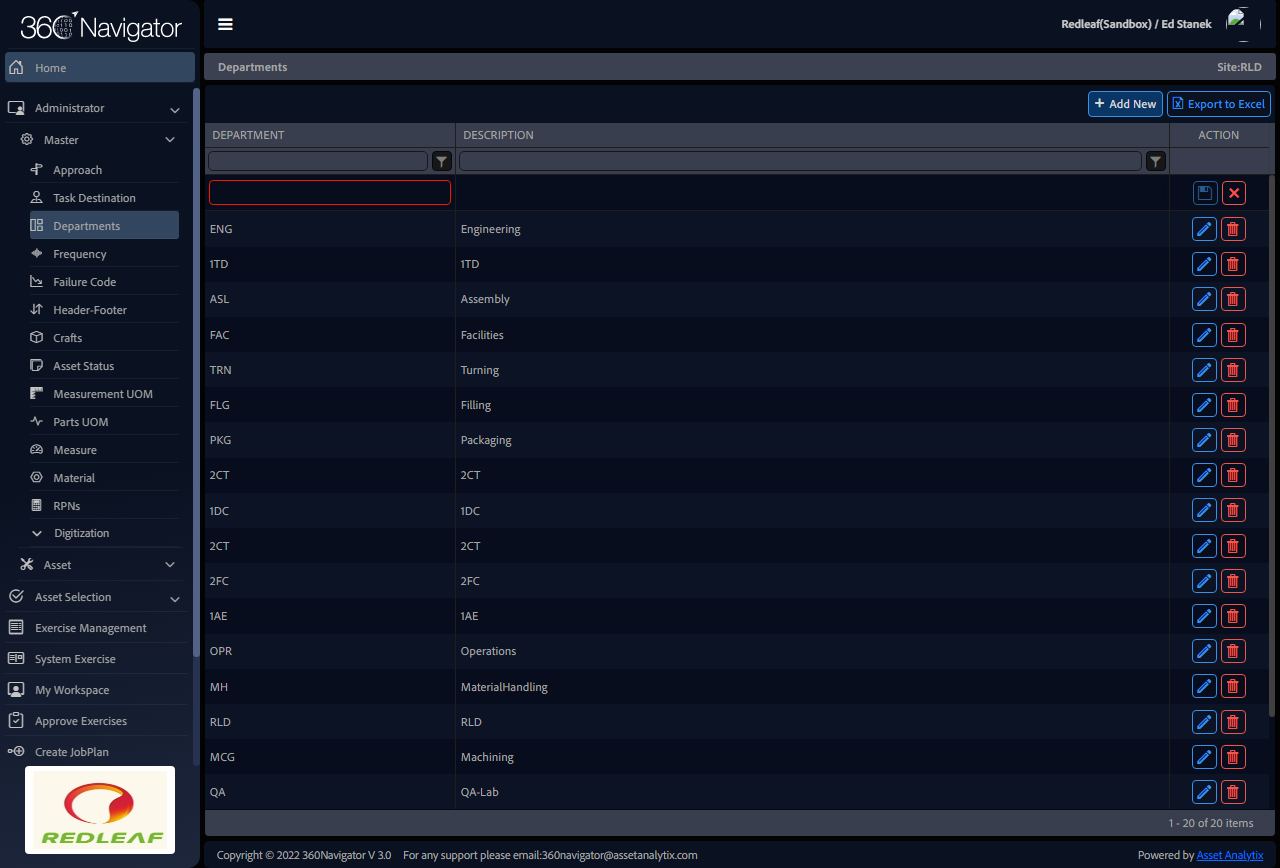 360 Navigator
Redleaf(Sandbox) / Ed Stanek
Home
Administrator
Master
Approach
Task Destination
Departments
Frequency
Failure Code
Header-Footer
Crafts
Asset Status
Measurement UOM
Parts UOM
Measure
Material
RPNs
Digitization
Asset
Asset Selection
Exercise Management
System Exercise
My Workspace
Approve Exercises
Create JobPlan
REDLEAF
Departments Site:RLD
+ Add New Export to Excel
DEPARTMENT DESCRIPTION ACTION
ENG Engineering
1TD 1TD
ASL Assembly
FAC Facilities
TRN Turning
FLG Filling
PKG Packaging
2CT 2CT
1DC 1DC
2CT 2CT
2FC 2FC
1AE 1AE
OPR Operations
MH MaterialHandling
RLD RLD
MCG Machining
QA QA-Lab
1 - 20 of 20 items
Copyright © 2022 360Navigator V 3.0 For any support please email:360navigator@assetanalytix.com Powered by Asset Analytix